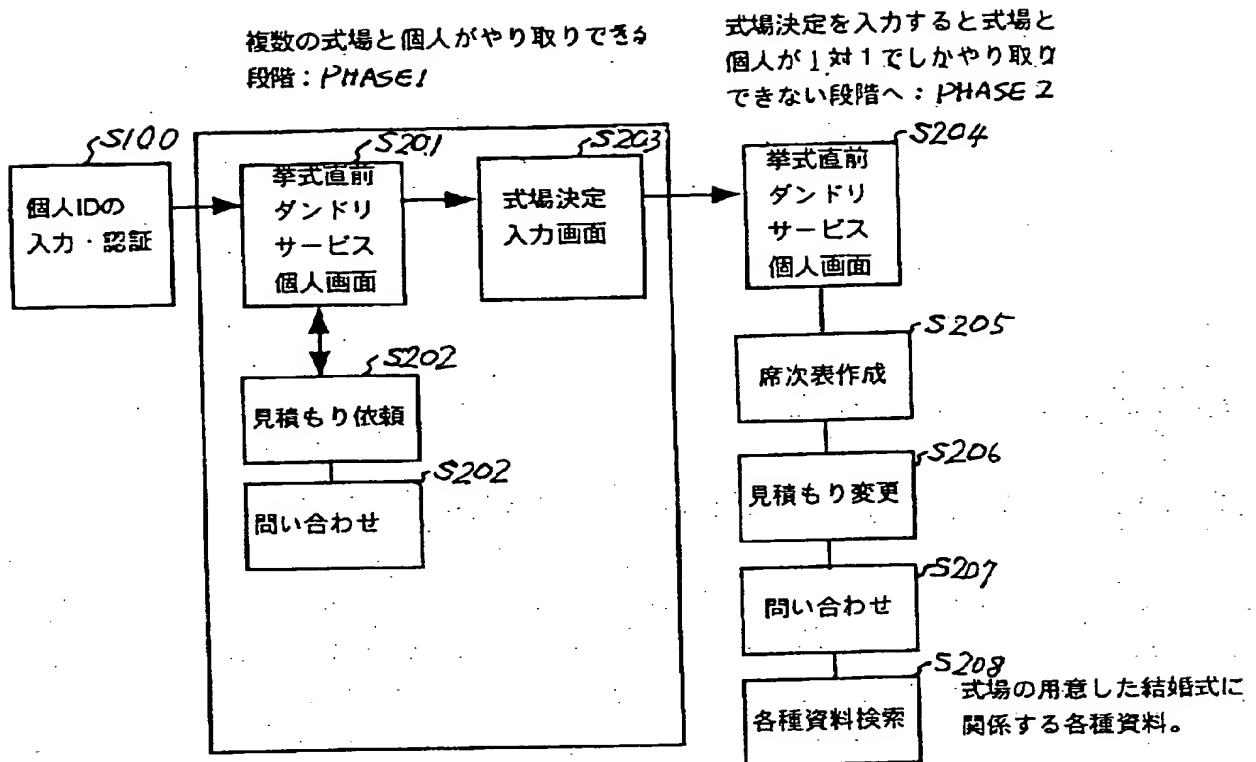 複数の式場と個人がやり取りできる
段階：PHASE1
式場決定を入力すると式場と
個人が1対1でしかやり取り
できない段階へ：PHASE 2
S100
個人IDの
入力・認証
S201
挙式直前
ダンドリ
サービス
個人画面
S203
式場決定
入力画面
S204
挙式直前
ダンドリ
サービス
個人画面
S202
見積もり依頼
S202
問い合わせ
S205
席次表作成
S206
見積もり変更
S207
問い合わせ
S208
各種資料検索
式場の用意した結婚式に
関係する各種資料。